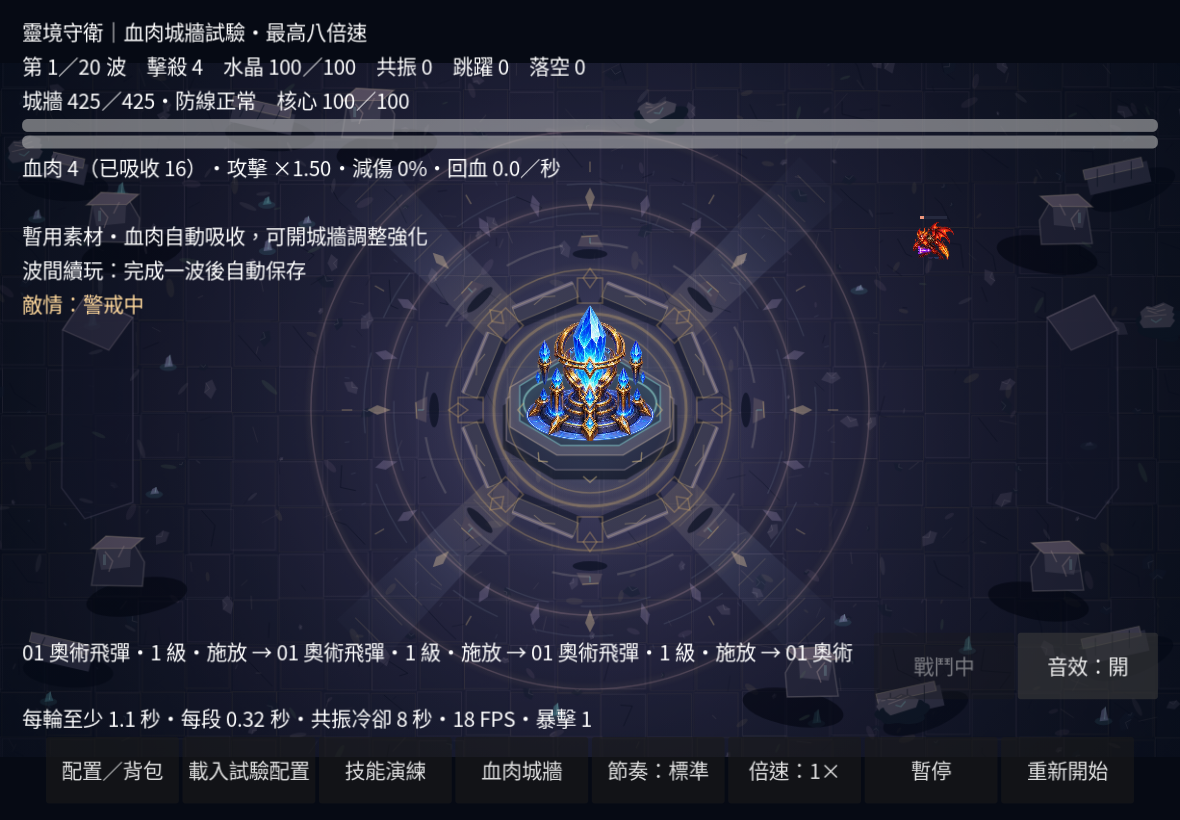 靈境守衛｜血肉城牆試驗・最高八倍速
第 1／20 波　擊殺 4　水晶 100／100　共振 0　跳躍 0　落空 0
城牆 425／425・防線正常　核心 100／100
血肉 4（已吸收 16）・攻擊 ×1.50・減傷 0%・回血 0.0／秒
暫用素材・血肉自動吸收，可開城牆調整強化
波間續玩：完成一波後自動保存
敵情：警戒中
01 奧術飛彈・1 級・施放 → 01 奧術飛彈・1 級・施放 → 01 奧術飛彈・1 級・施放 → 01 奧術
戰鬥中
音效：開
每輪至少 1.1 秒・每段 0.32 秒・共振冷卻 8 秒・18 FPS・暴擊 1
配置／背包
載入試驗配置
技能演練
血肉城牆
節奏：標準
倍速：1×
暫停
重新開始